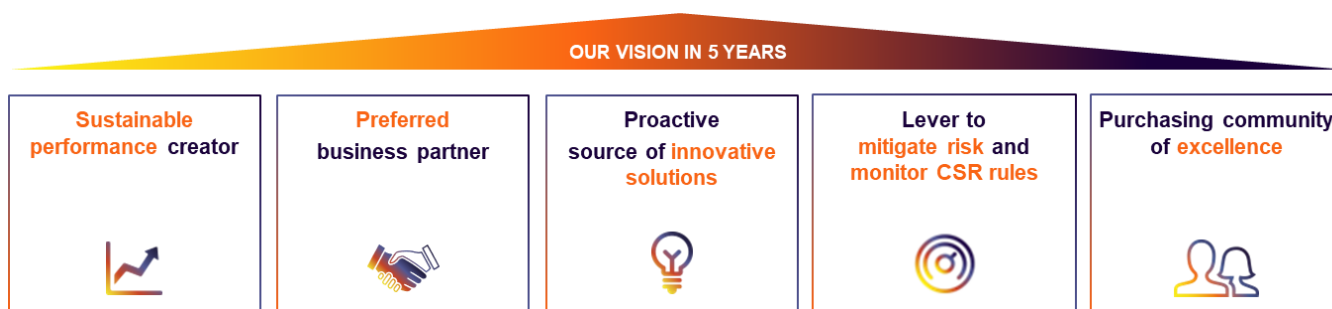 OUR VISION IN 5 YEARS
Sustainable
performance creator
Preferred
business partner
Proactive
source of innovative
solutions
Lever to
mitigate risk and
monitor CSR rules
Purchasing community
of excellence